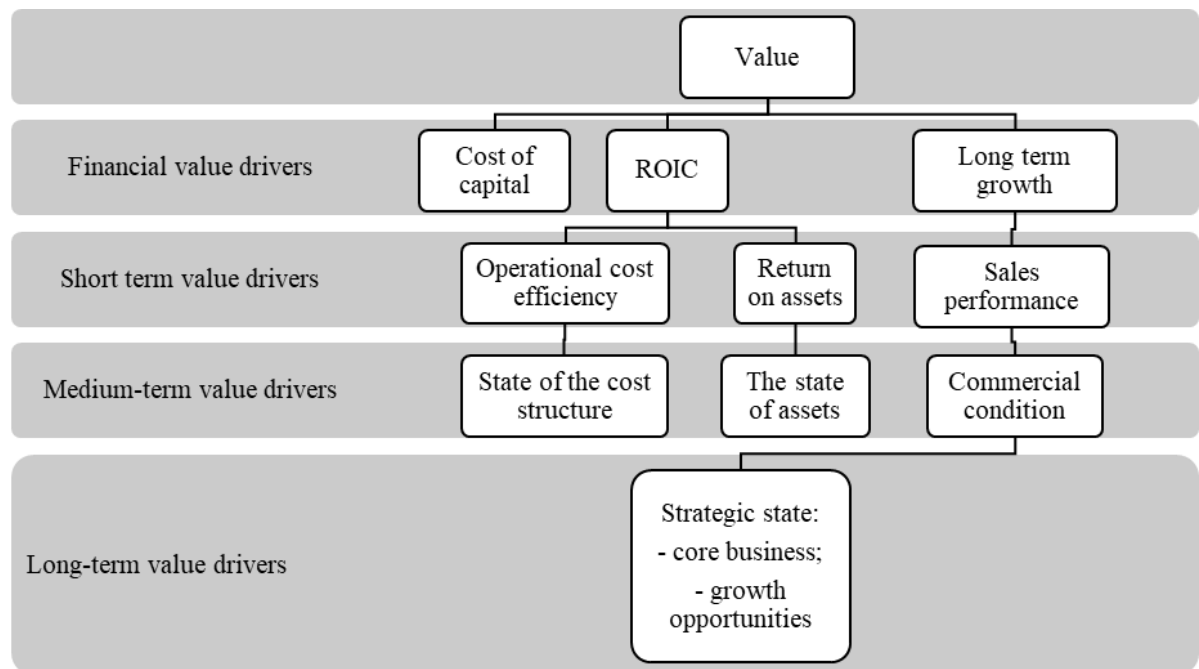 Value
Financial value drivers
Cost of
capital
ROIC
Long term
growth
Short term value drivers
Operational cost
efficiency
Return
on assets
Sales
performance
Medium-term value drivers
State of the cost
structure
The state
of assets
Commercial
condition
Long-term value drivers
Strategic state:
- core business;
- growth
opportunities